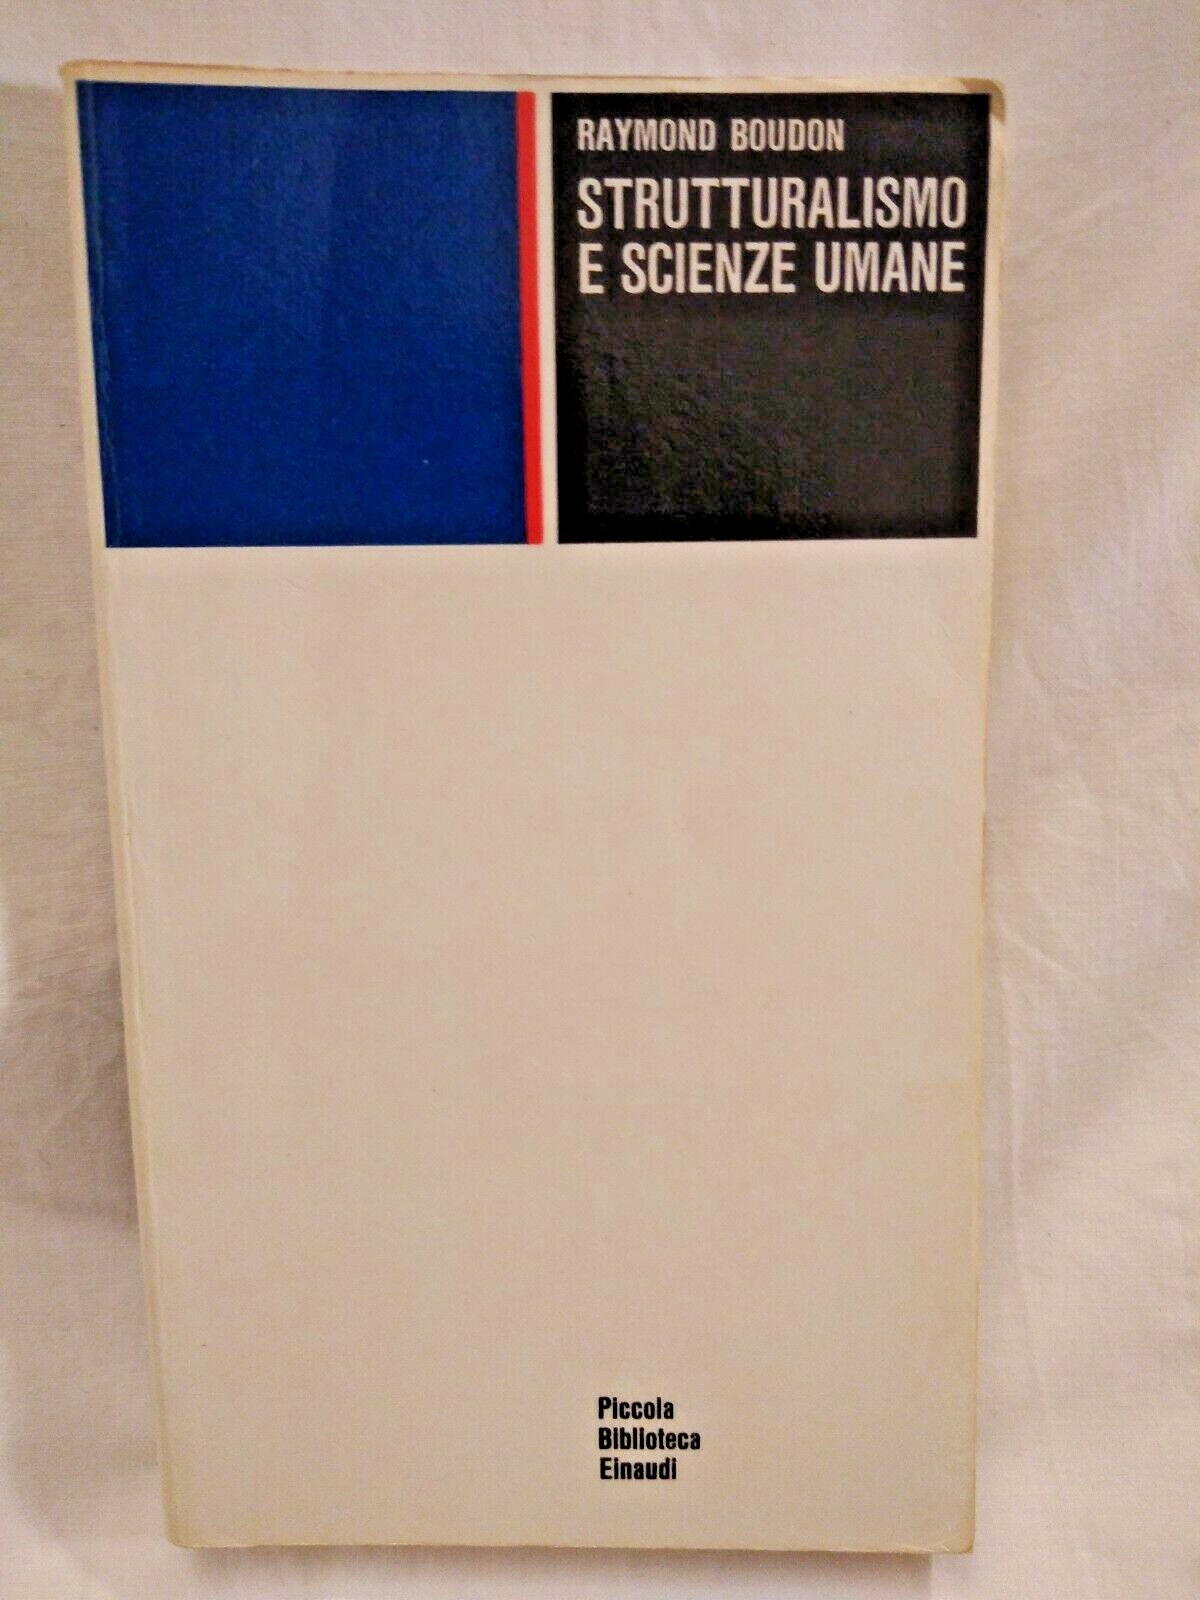 RAYMOND BOUDON
STRUTTURALISMO
E SCIENZE UMANE
Piccola
Biblioteca
Einaudi